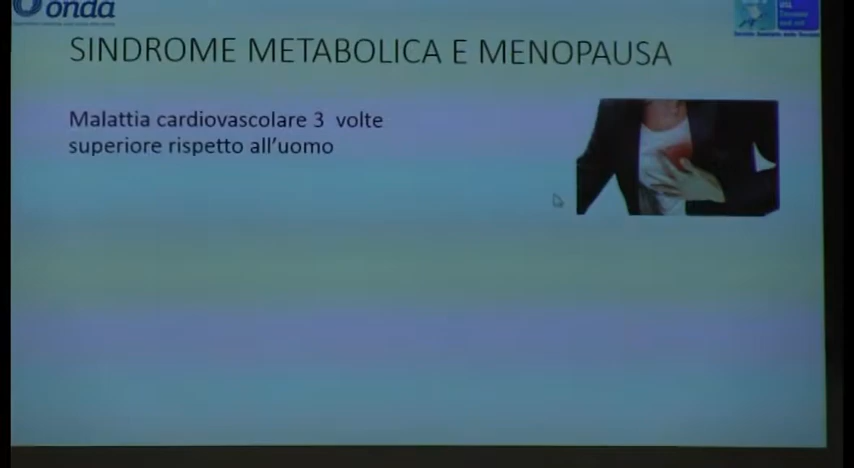 onda
SINDROME METABOLICA E MENOPAUSA
Malattia cardiovascolare 3 volte
superiore rispetto all'uomo